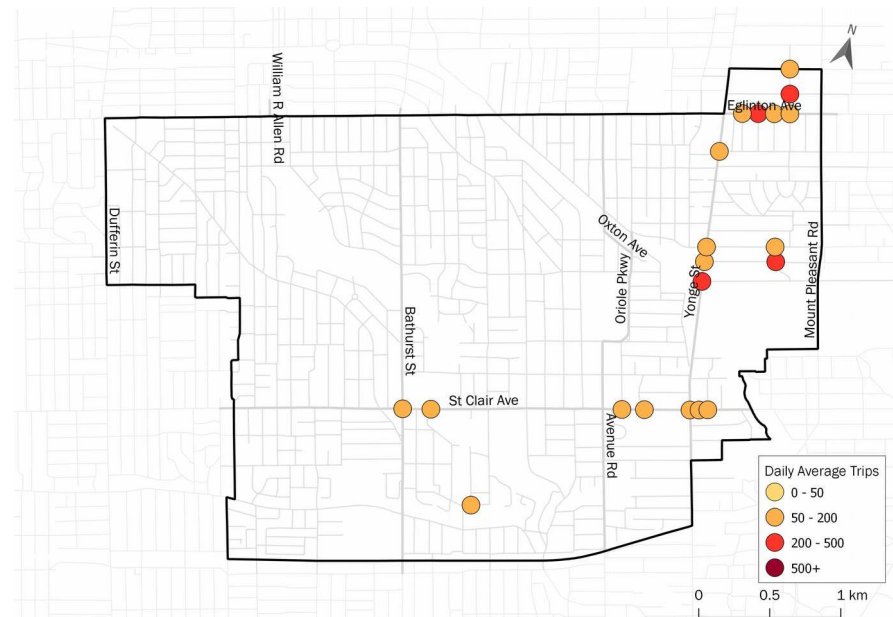 N
William R Allen Rd
Eglinton Ave
Dufferin St
Oxton Ave
Oriole Pkwy
Yonge St
Mount Pleasant Rd
Bathurst St
St Clair Ave
Avenue Rd
Daily Average Trips
0 - 50
50 - 200
200 - 500
500+
0 0.5 1 km